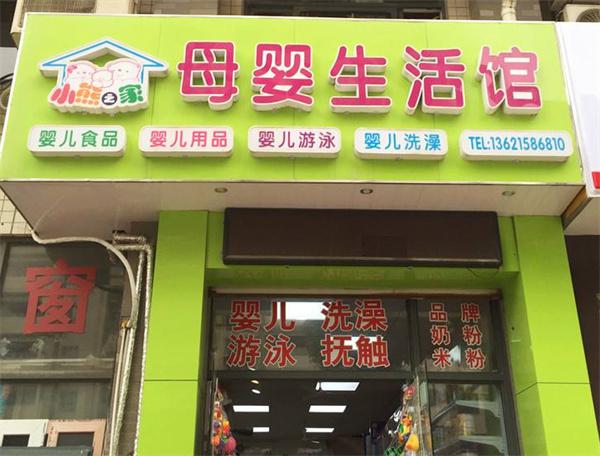 小熊之家
母婴生活馆
婴儿食品 婴儿用品 婴儿游泳 婴儿洗澡 TEL:13621586810
窗
婴儿 洗澡
游泳 抚触
品牌
奶粉
米粉